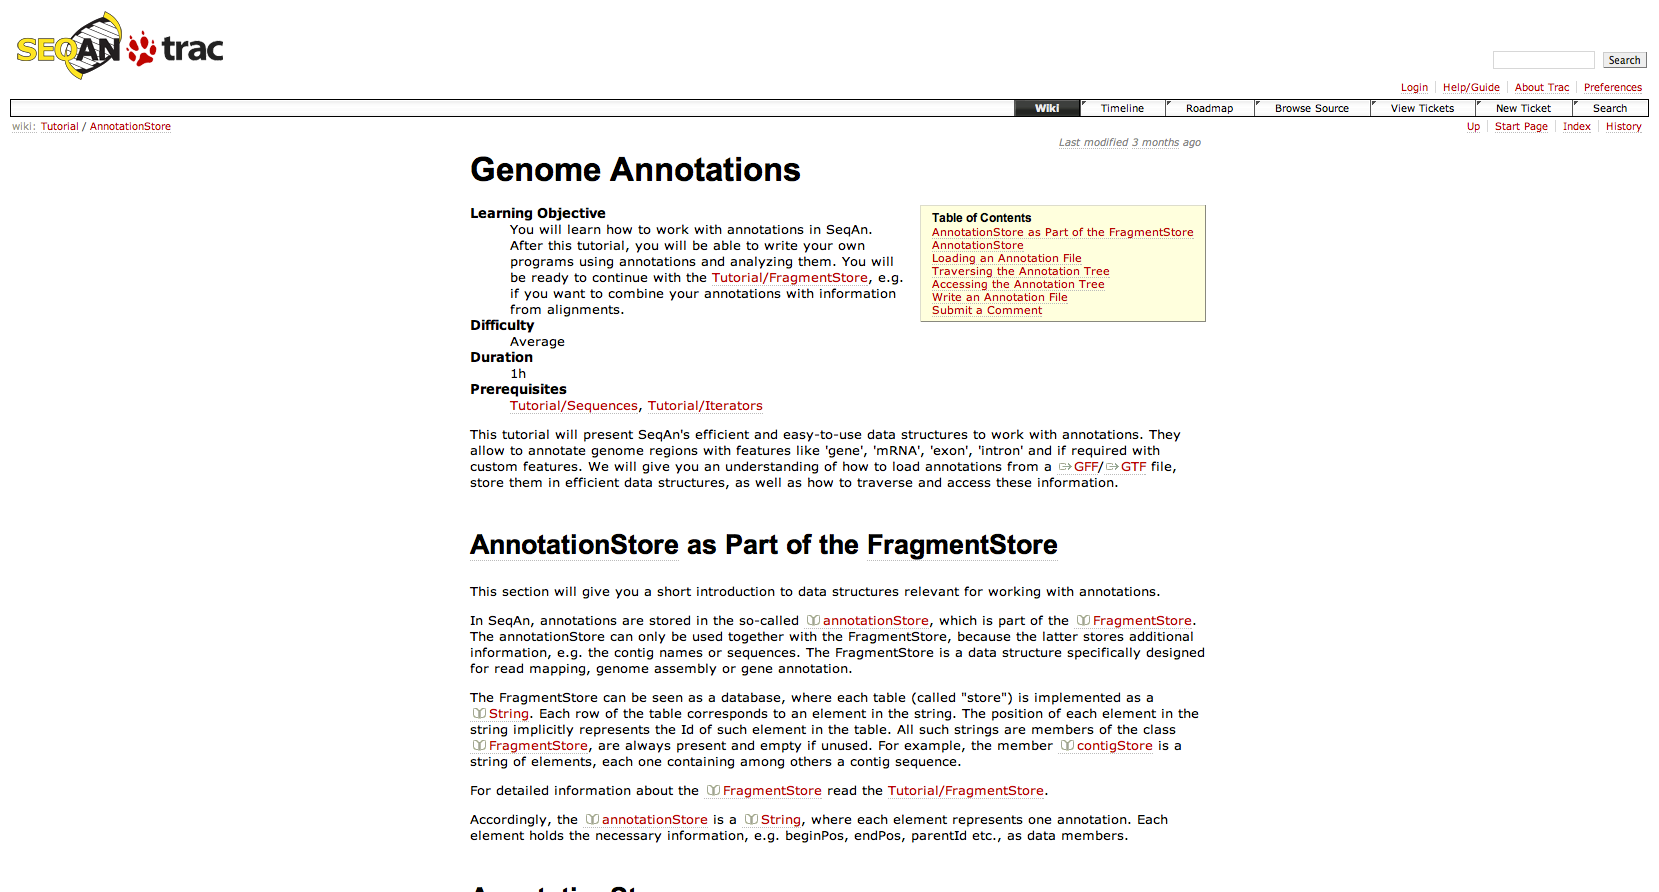 SEQAN trac
Search
Login Help/Guide About Trac Preferences
Wiki Timeline Roadmap Browse Source View Tickets New Ticket Search
wiki: Tutorial / AnnotationStore
Up Start Page Index History
Last modified 3 months ago
Genome Annotations
Learning Objective
You will learn how to work with annotations in SeqAn.
After this tutorial, you will be able to write your own
programs using annotations and analyzing them. You will
be ready to continue with the Tutorial/FragmentStore, e.g.
if you want to combine your annotations with information
from alignments.
Difficulty
Average
Duration
1h
Prerequisites
Tutorial/Sequences, Tutorial/Iterators
Table of Contents
AnnotationStore as Part of the FragmentStore
AnnotationStore
Loading an Annotation File
Traversing the Annotation Tree
Accessing the Annotation Tree
Write an Annotation File
Submit a Comment
This tutorial will present SeqAn's efficient and easy-to-use data structures to work with annotations. They
allow to annotate genome regions with features like 'gene', 'mRNA', 'exon', 'intron' and if required with
custom features. We will give you an understanding of how to load annotations from a GFF/GTF file,
store them in efficient data structures, as well as how to traverse and access these information.
AnnotationStore as Part of the FragmentStore
This section will give you a short introduction to data structures relevant for working with annotations.
In SeqAn, annotations are stored in the so-called annotationStore, which is part of the FragmentStore.
The annotationStore can only be used together with the FragmentStore, because the latter stores additional
information, e.g. the contig names or sequences. The FragmentStore is a data structure specifically designed
for read mapping, genome assembly or gene annotation.
The FragmentStore can be seen as a database, where each table (called "store") is implemented as a
String. Each row of the table corresponds to an element in the string. The position of each element in the
string implicitly represents the Id of such element in the table. All such strings are members of the class
FragmentStore, are always present and empty if unused. For example, the member contigStore is a
string of elements, each one containing among others a contig sequence.
For detailed information about the FragmentStore read the Tutorial/FragmentStore.
Accordingly, the annotationStore is a String, where each element represents one annotation. Each
element holds the necessary information, e.g. beginPos, endPos, parentId etc., as data members.